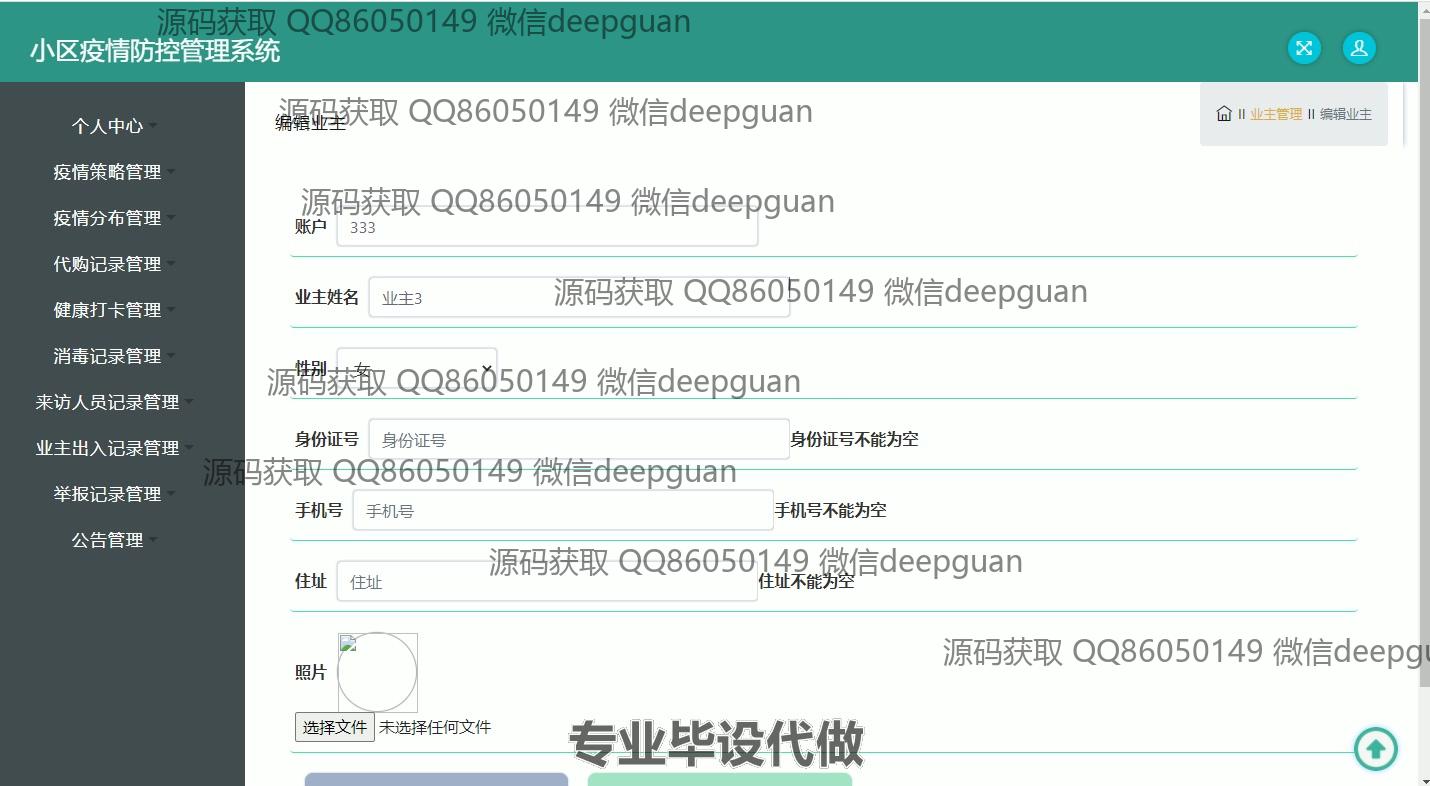 源码获取 QQ86050149 微信deepguan
小区疫情防控管理系统
个人中心
疫情策略管理
疫情分布管理
代购记录管理
健康打卡管理
消毒记录管理
来访人员记录管理
业主出入记录管理
举报记录管理
公告管理
源码获取 QQ86050149 微信deepguan
编辑业主
II 业主管理 II 编辑业主
源码获取 QQ86050149 微信deepguan
账户 333
业主姓名 业主3
源码获取 QQ86050149 微信deepguan
性别 女
源码获取 QQ86050149 微信deepguan
身份证号 身份证号 身份证号不能为空
源码获取 QQ86050149 微信deepguan
手机号 手机号 手机号不能为空
源码获取 QQ86050149 微信deepguan
住址 住址 住址不能为空
源码获取 QQ86050149 微信deepgu
照片
选择文件 未选择任何文件
专业毕设代做